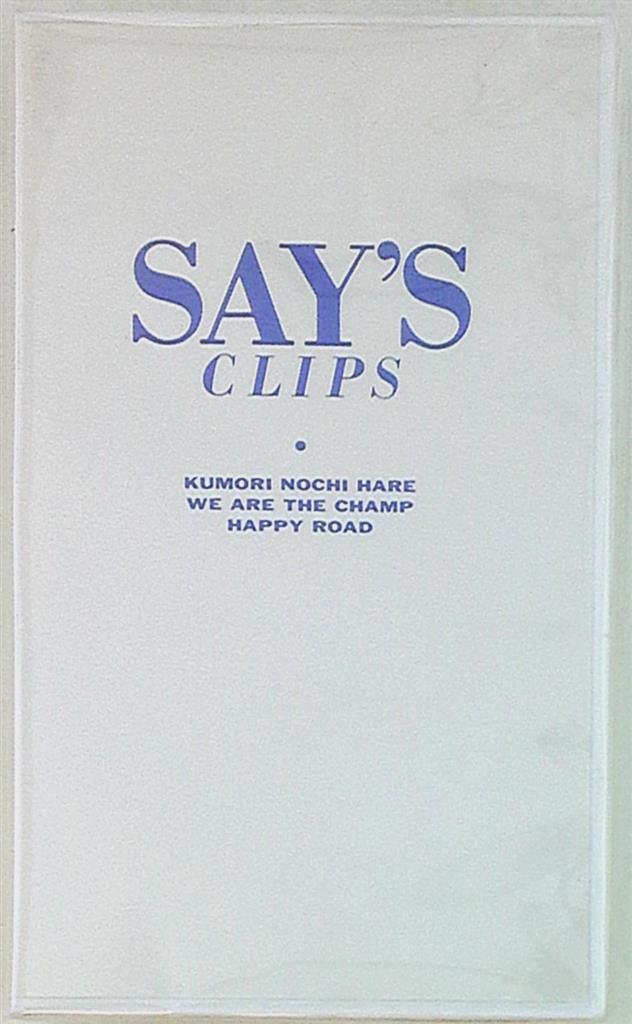 SAY'S
CLIPS
•
KUMORI NOCHI HARE
WE ARE THE CHAMP
HAPPY ROAD